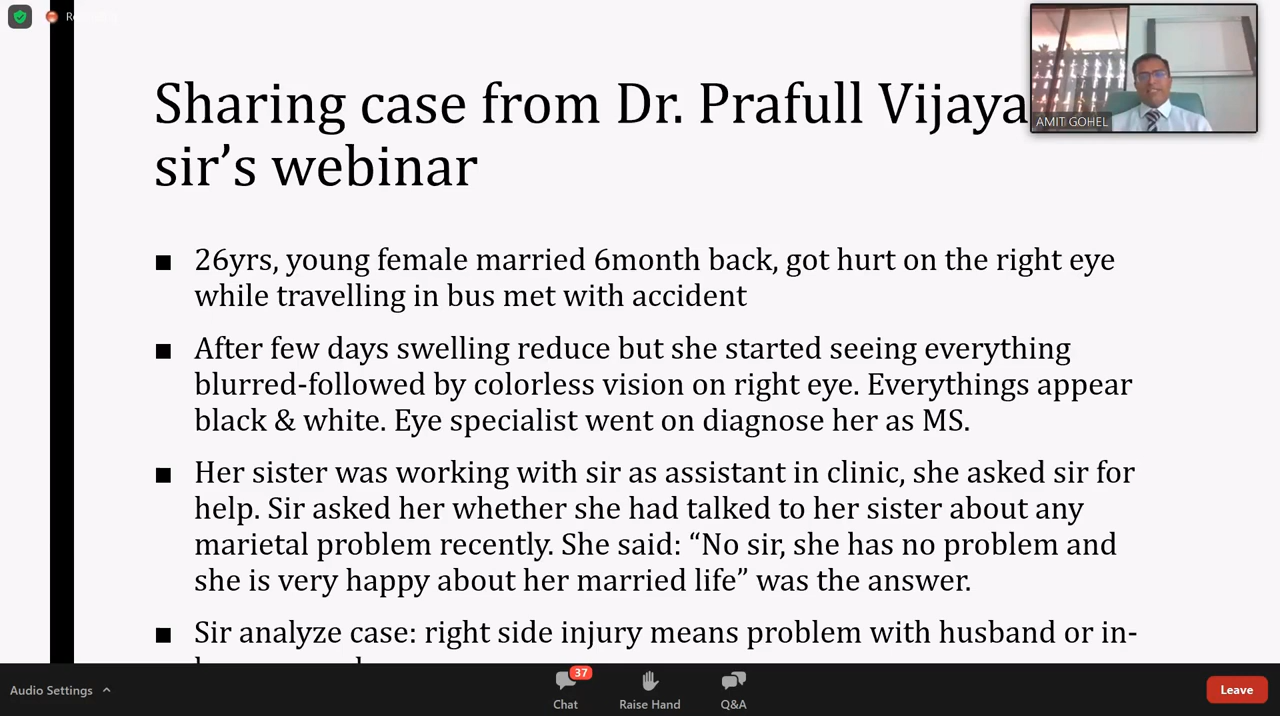 Sharing case from Dr. Prafull Vijaya
sir’s webinar
AMIT GOHEL
■ 26yrs, young female married 6month back, got hurt on the right eye
while travelling in bus met with accident
■ After few days swelling reduce but she started seeing everything
blurred-followed by colorless vision on right eye. Everythings appear
black & white. Eye specialist went on diagnose her as MS.
■ Her sister was working with sir as assistant in clinic, she asked sir for
help. Sir asked her whether she had talked to her sister about any
marietal problem recently. She said: “No sir, she has no problem and
she is very happy about her married life” was the answer.
■ Sir analyze case: right side injury means problem with husband or in-
Audio Settings
37
Chat
Raise Hand
Q&A
Leave